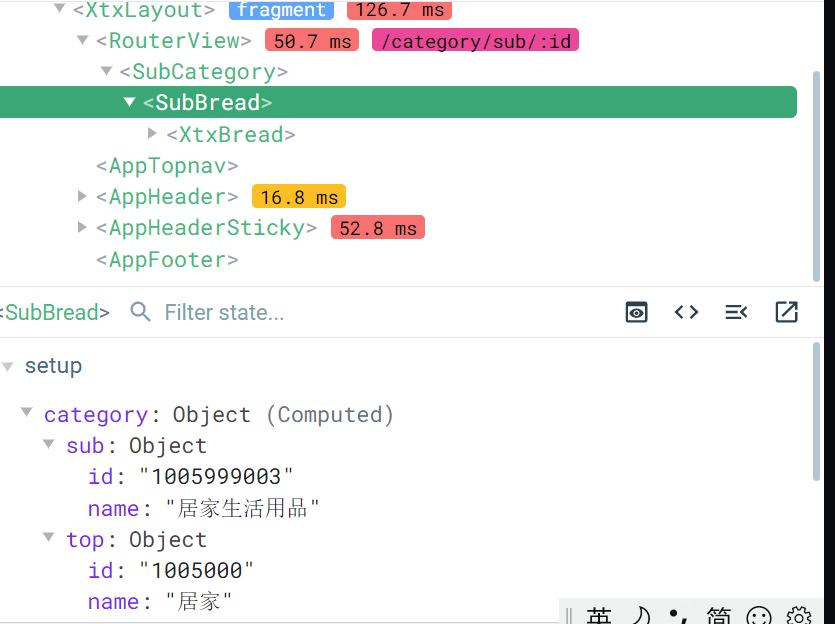 <XtxLayout> fragment 126.7 ms
<RouterView> 50.7 ms /category/sub/:id
<SubCategory>
<SubBread>
<XtxBread>
<AppTopnav>
<AppHeader> 16.8 ms
<AppHeaderSticky> 52.8 ms
<AppFooter>
<SubBread> Filter state...
setup
category: Object (Computed)
sub: Object
id: "1005999003"
name: "居家生活用品"
top: Object
id: "1005000"
name: "居家"
英 简